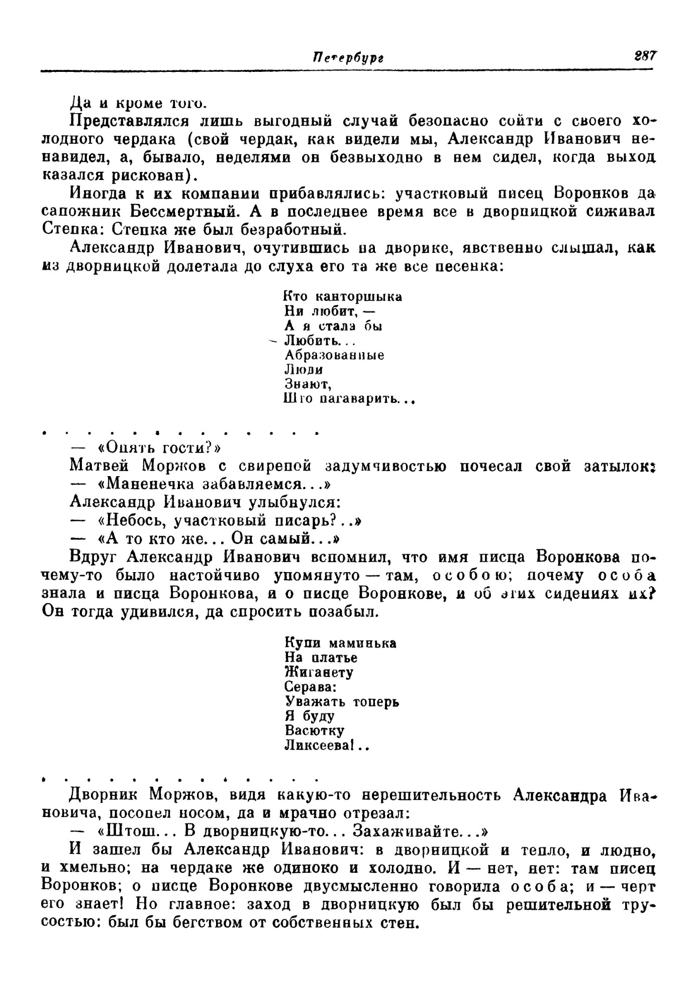 Петербург
287
Да и кроме того.
Представлялся лишь выгодный случай безопасно сойти с своего хо-
лодного чердака (свой чердак, как видели мы, Александр Иванович не-
навидел, а, бывало, неделями он безвыходно в нем сидел, когда выход
казался рискован).
Иногда к их компании прибавлялись: участковый писец Воронков да
сапожник Бессмертный. А в последнее время все в дворницкой сиживал
Степка: Степка же был безработный.
Александр Иванович, очутившись на дворике, явственно слышал, как
из дворницкой долетала до слуха его та же все песенка:
Кто канторшыка
Ни любит, —
А я стала бы
Любить...
Абразованные
Люди
Знают,
Што пагаварить...
. . . . . . . . . . . . .
— «Опять гости?»
Матвей Моржов с свирепой задумчивостью почесал свой затылок:
— «Маненечка забавляемся...»
Александр Иванович улыбнулся:
— «Небось, участковый писарь?..»
— «А то кто же... Он самый...»
Вдруг Александр Иванович вспомнил, что имя писца Воронкова по-
чему-то было настойчиво упомянуто — там, особою; почему особа
знала и писца Воронкова, и о писце Воронкове, и об этих сидениях их?
Он тогда удивился, да спросить позабыл.
Купи маминька
На платье
Жиганету
Серава:
Уважать топерь
Я буду
Васютку
Ликсеева!..
. . . . . . . . . . . . .
Дворник Моржов, видя какую-то нерешительность Александра Ива-
новича, посопел носом, да и мрачно отрезал:
— «Штош... В дворницкую-то... Захаживайте...»
И зашел бы Александр Иванович: в дворницкой и тепло, и людно,
и хмельно; на чердаке же одиноко и холодно. И — нет, нет: там писец
Воронков; о писце Воронкове двусмысленно говорила особа; и — черт
его знает! Но главное: заход в дворницкую был бы решительной тру-
состью: был бы бегством от собственных стен.